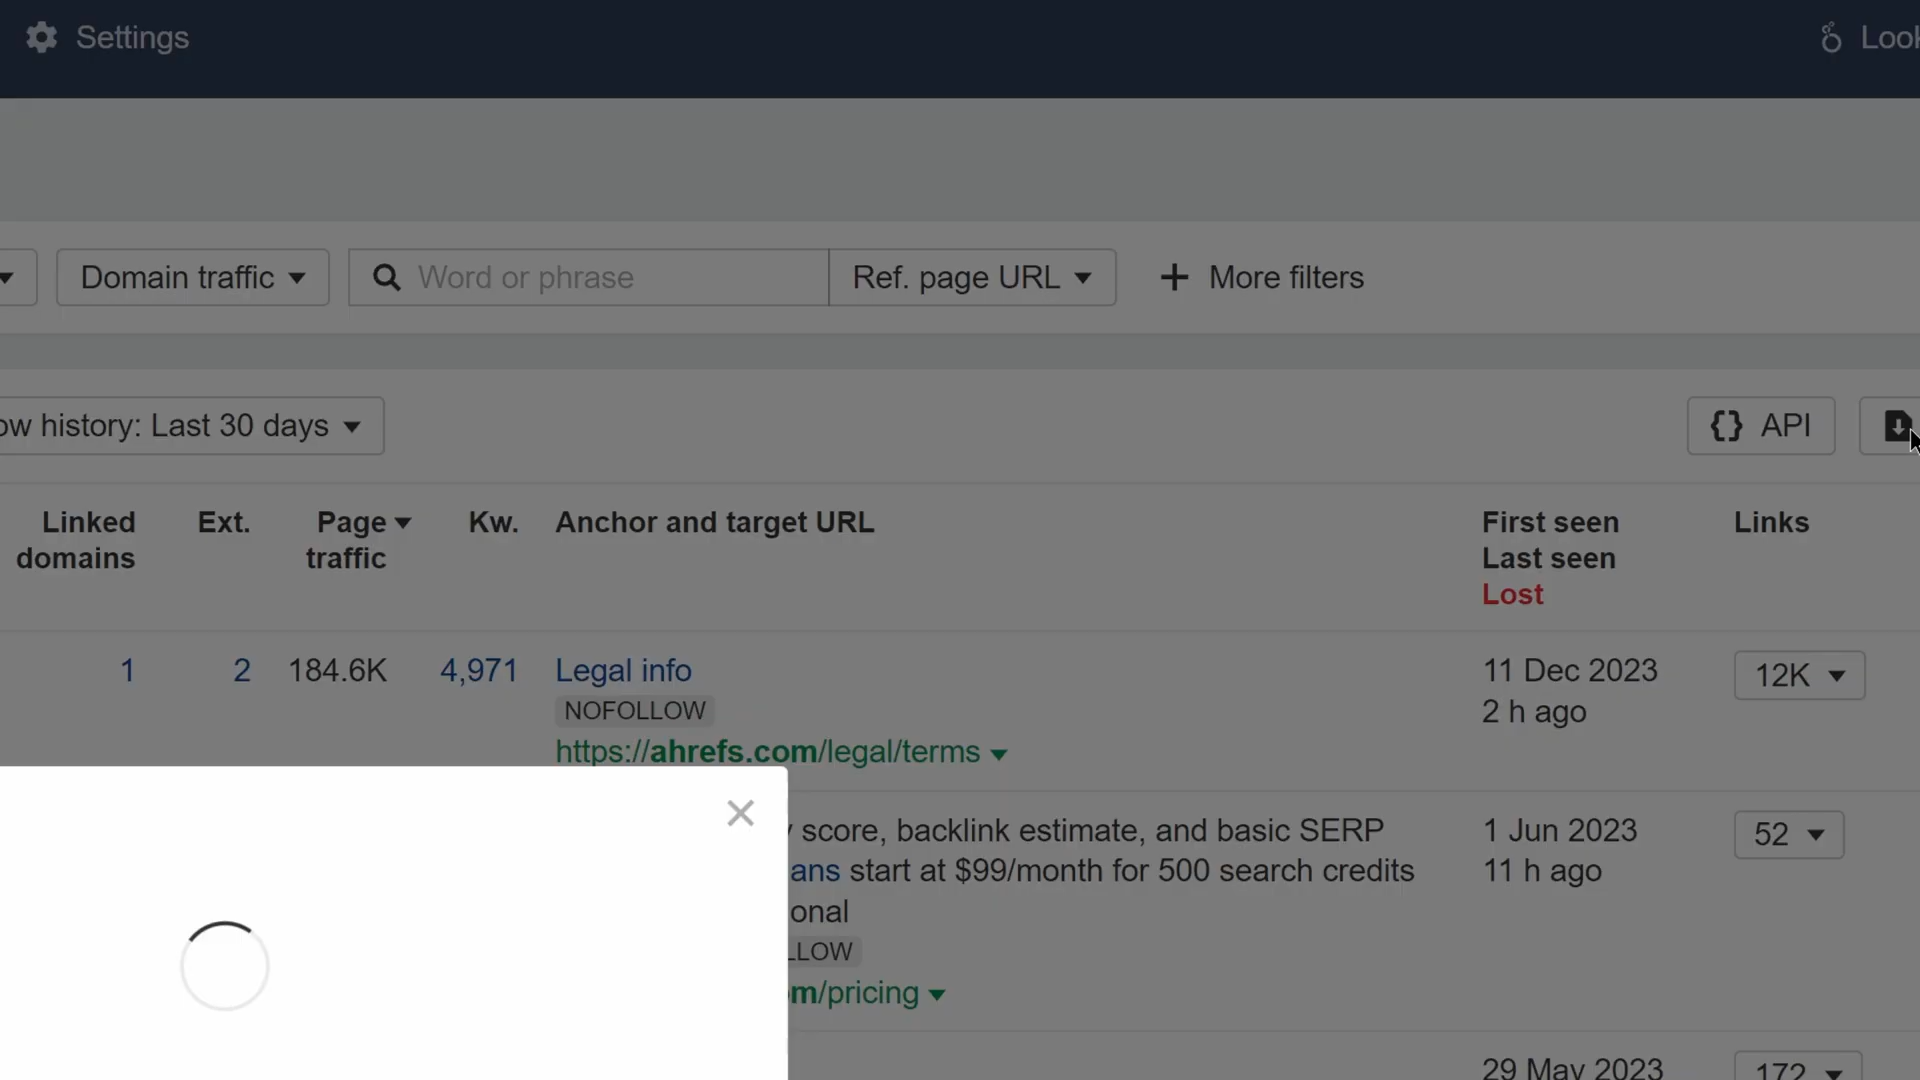 Settings
Look
Domain traffic
Word or phrase
Ref. page URL
More filters
ow history: Last 30 days
{} API
Linked domains
Ext.
Page traffic
Kw.
Anchor and target URL
First seen
Last seen
Lost
Links
1
2
184.6K
4,971
Legal info
NOFOLLOW
https://ahrefs.com/legal/terms
11 Dec 2023
2 h ago
12K
score, backlink estimate, and basic SERP
ans start at $99/month for 500 search credits
onal
LLOW
m/pricing
1 Jun 2023
11 h ago
52
29 May 2023
172